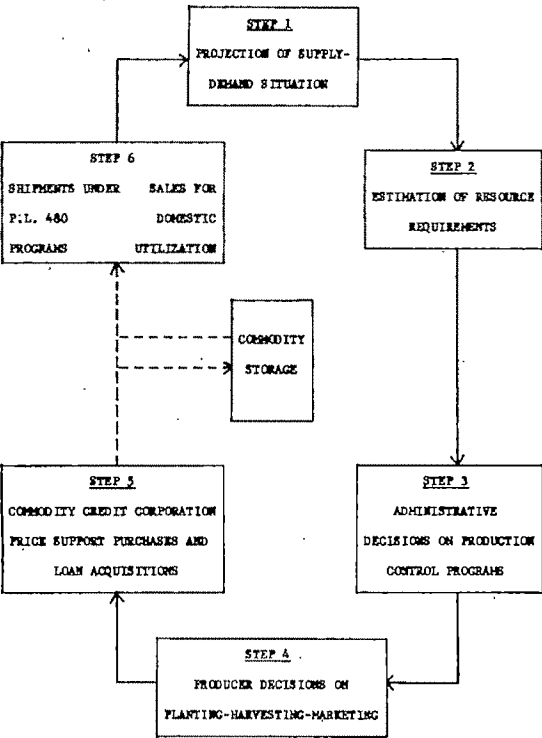 STEP 1
PROJECTION OF SUPPLY-
DEMAND SITUATION
STEP 2
ESTIMATION OF RESOURCE
REQUIREMENTS
STEP 3
ADMINISTRATIVE
DECISIONS ON PRODUCTION
CONTROL PROGRAMS
STEP 4
PRODUCER DECISIONS ON
PLANTING-HARVESTING-MARKETING
STEP 5
COMMODITY CREDIT CORPORATION
PRICE SUPPORT PURCHASES AND
LOAN ACQUISITIONS
COMMODITY
STORAGE
STEP 6
SHIPMENTS UNDER SALES FOR
P.L. 480 DOMESTIC
PROGRAMS UTILIZATION